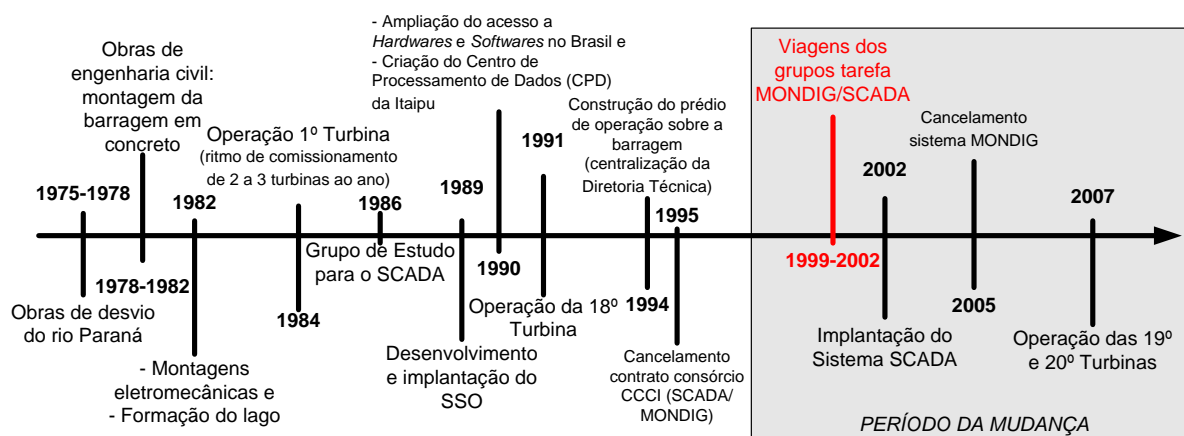 1975-1978
Obras de desvio
do rio Paraná
Obras de
engenharia civil:
montagem da
barragem em
concreto
1978-1982
1982
- Montagens
eletromecânicas e
- Formação do lago
Operação 1º Turbina
(ritmo de comissionamento
de 2 a 3 turbinas ao ano)
1984
1986
Grupo de Estudo
para o SCADA
1989
Desenvolvimento
e implantação do
SSO
- Ampliação do acesso a
Hardwares e Softwares no Brasil e
- Criação do Centro de
Processamento de Dados (CPD)
da Itaipu
1990
1991
Operação da 18º
Turbina
Construção do prédio
de operação sobre a
barragem
(centralização da
Diretoria Técnica)
1994
1995
Cancelamento
contrato consórcio
CCCI (SCADA/
MONDIG)
Viagens dos
grupos tarefa
MONDIG/SCADA
1999-2002
2002
Implantação do
Sistema SCADA
Cancelamento
sistema MONDIG
2005
2007
Operação das 19º
e 20º Turbinas
PERÍODO DA MUDANÇA